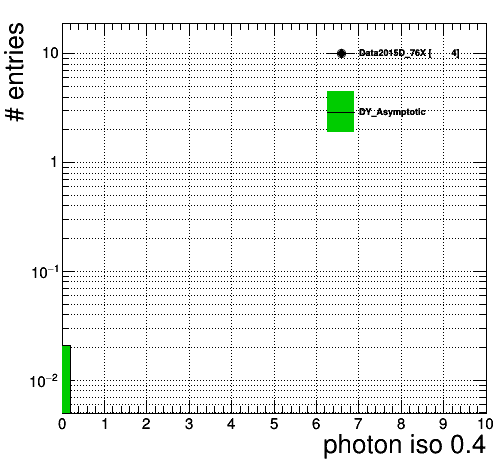 # entries
10
Data2015D_76X [ 4]
DY_Asymptotic
1
10⁻¹
10⁻²
0 1 2 3 4 5 6 7 8 9 10
photon iso 0.4